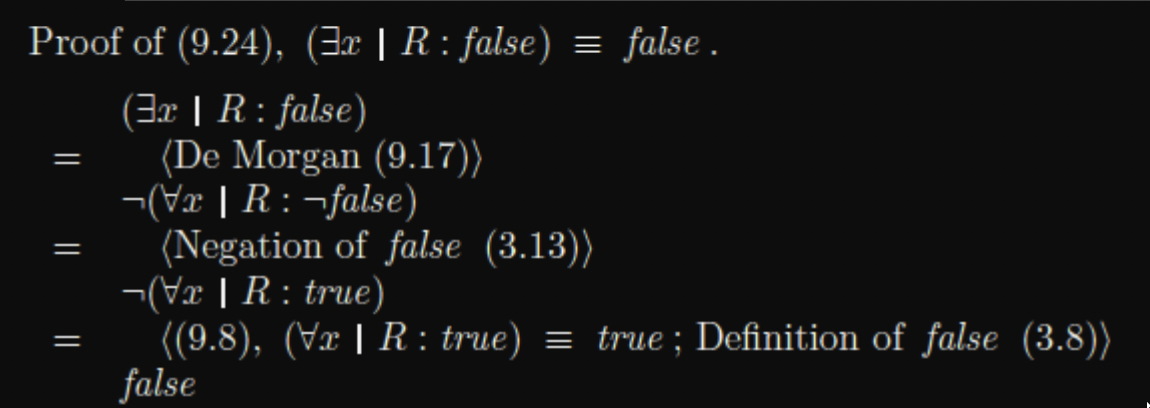 Proof of (9.24), (∃x | R : false) ≡ false .
(∃x | R : false)
= ⟨De Morgan (9.17)⟩
¬(∀x | R : ¬false)
= ⟨Negation of false (3.13)⟩
¬(∀x | R : true)
= ⟨(9.8), (∀x | R : true) ≡ true ; Definition of false (3.8)⟩
false